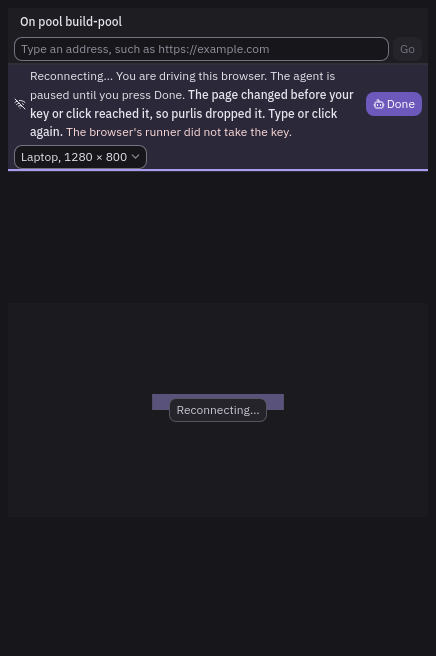 On pool build-pool
Type an address, such as https://example.com
Go
Reconnecting... You are driving this browser. The agent is
paused until you press Done. The page changed before your
key or click reached it, so purlis dropped it. Type or click
again. The browser's runner did not take the key.
Done
Laptop, 1280 × 800
Reconnecting...